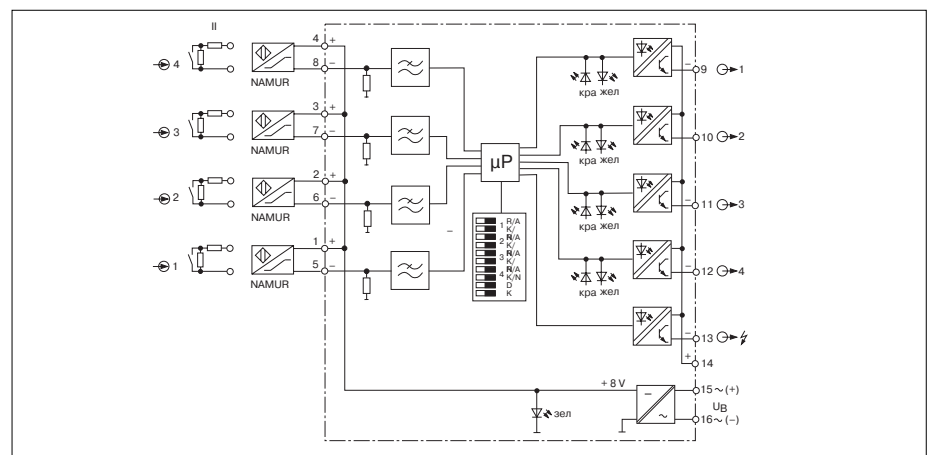 II
4 +
8 −
4
NAMUR
3 +
7 −
3
NAMUR
2 +
6 −
2
NAMUR
1 +
5 −
1
NAMUR
−
µP
1 R/A
K/N
2 R/A
K/N
3 R/A
K/N
4 R/A
K/N
D
K
кра жел
− 9 1
кра жел
− 10 2
кра жел
− 11 3
кра жел
− 12 4
− 13
+ 14
+ 8 V
зел
−
~
15 ~ (+)
UB
16 ~ (−)